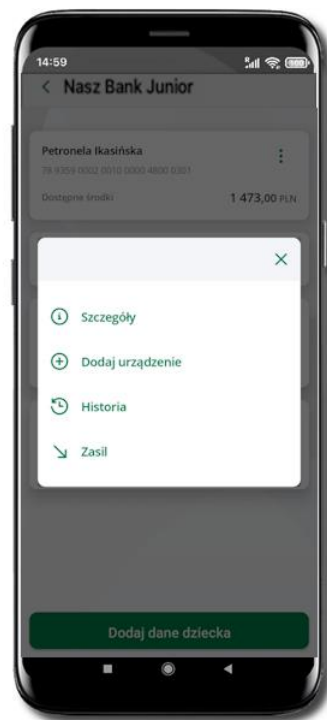 14:59
Nasz Bank Junior
Petronela Ikasińska
78 9359 0002 0010 0000 4800 0301
Dostępne środki 1 473,00 PLN
Szczegóły
Dodaj urządzenie
Historia
Zasil
Dodaj dane dziecka